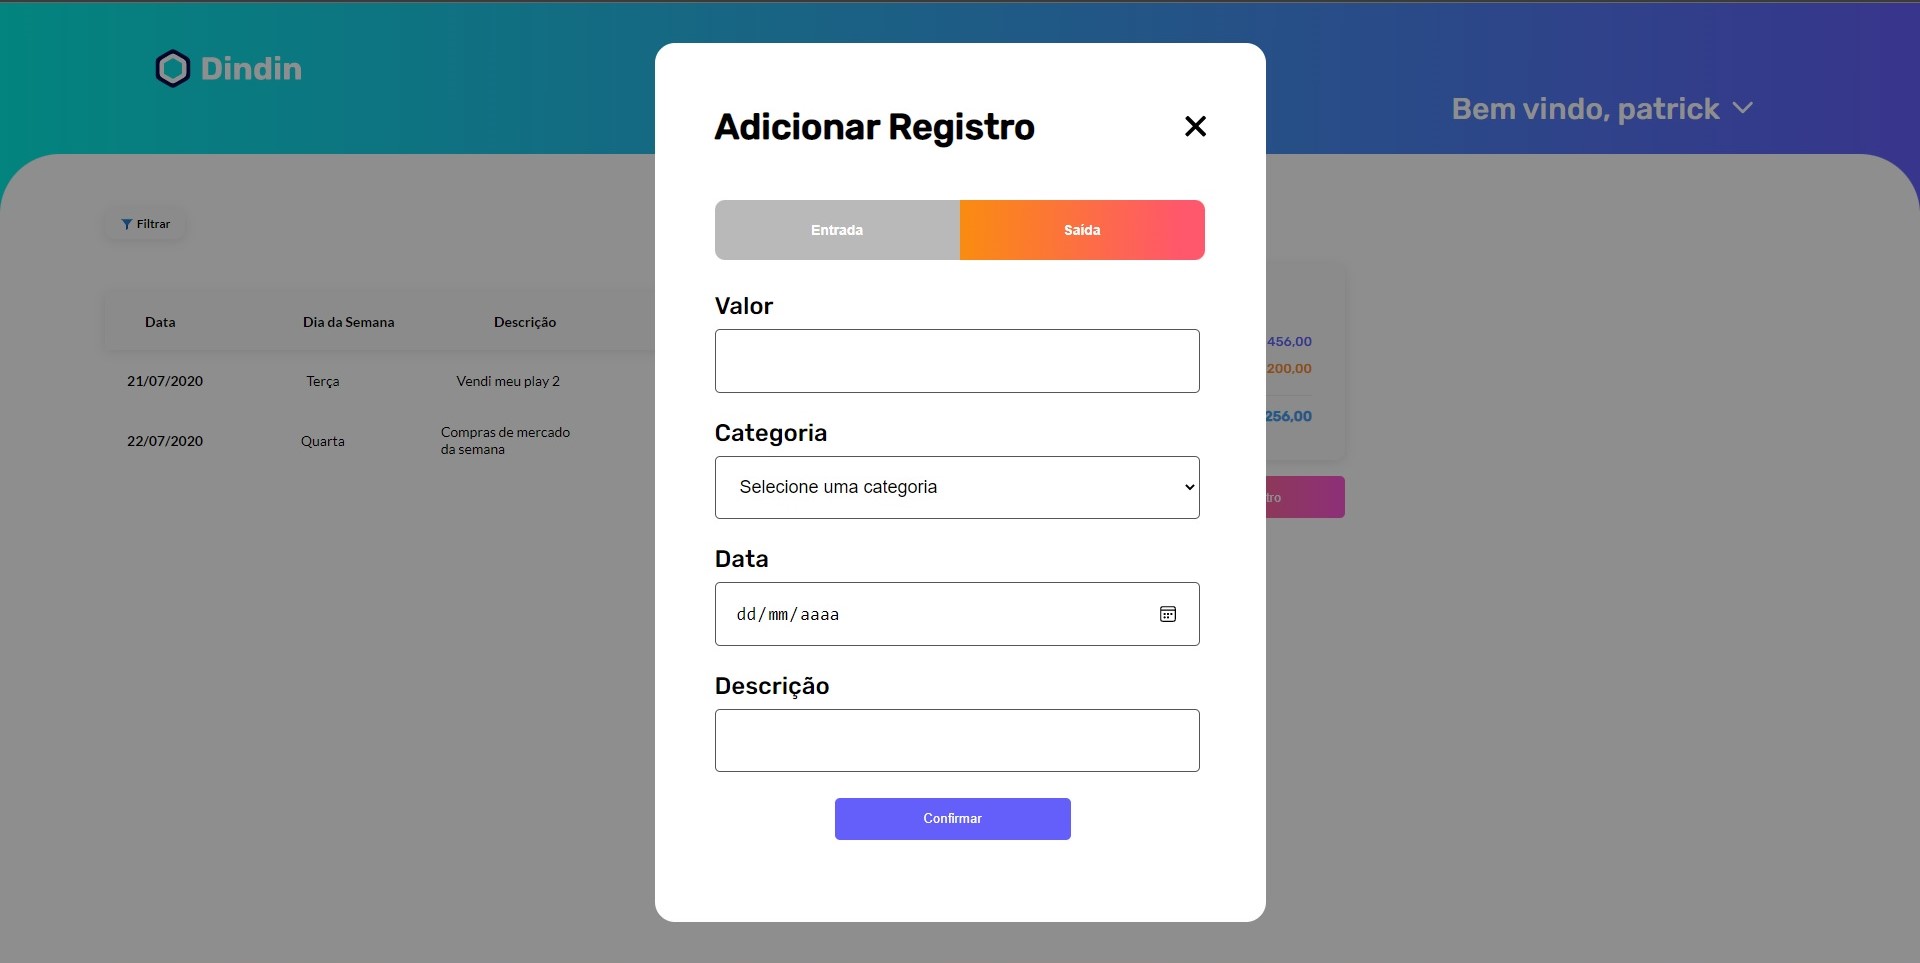 Dindin
Bem vindo, patrick
Adicionar Registro
Entrada
Saída
Filtrar
Valor
Data
Dia da Semana
Descrição
456,00
200,00
256,00
21/07/2020
Terça
Vendi meu play 2
22/07/2020
Quarta
Compras de mercado
da semana
Categoria
Selecione uma categoria
tro
Data
dd/mm/aaaa
Descrição
Confirmar